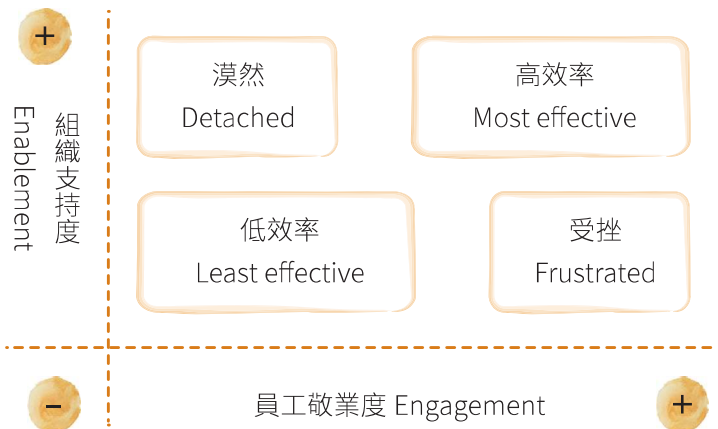 +
組織支持度
Enablement
漠然
Detached
高效率
Most effective
低效率
Least effective
受挫
Frustrated
-
員工敬業度 Engagement
+